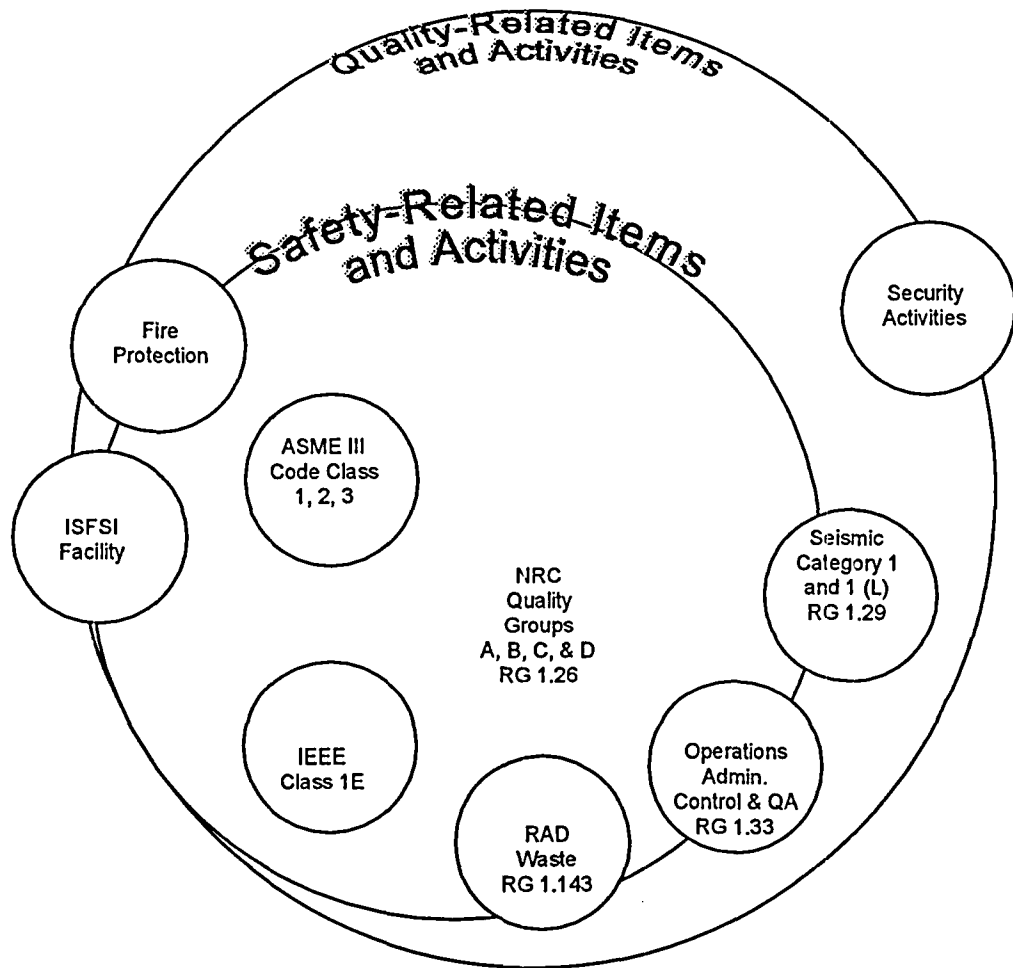 Quality-Related Items
and Activities
Safety-Related Items
and Activities
Security
Activities
Fire
Protection
ASME III
Code Class
1, 2, 3
ISFSI
Facility
Seismic
Category 1
and 1 (L)
RG 1.29
NRC
Quality
Groups
A, B, C, & D
RG 1.26
IEEE
Class 1E
Operations
Admin.
Control & QA
RG 1.33
RAD
Waste
RG 1.143